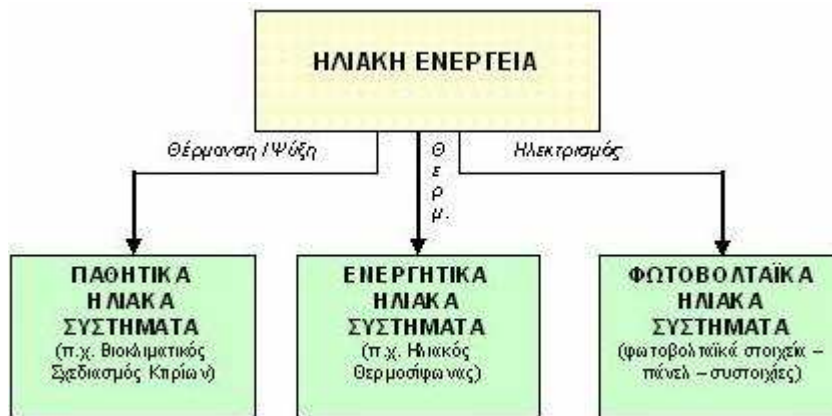 ΗΛΙΑΚΗ ΕΝΕΡΓΕΙΑ
Θέρμανση /Ψύξη
Θερμ.
Ηλεκτρισμός
ΠΑΘΗΤΙΚΑ
ΗΛΙΑΚΑ
ΣΥΣΤΗΜΑΤΑ
(π.χ. Βιοκλιματικός
Σχεδιασμός Κτιρίων)
ΕΝΕΡΓΗΤΙΚΑ
ΗΛΙΑΚΑ
ΣΥΣΤΗΜΑΤΑ
(π.χ. Ηλιακός
Θερμοσίφωνας)
ΦΩΤΟΒΟΛΤΑΪΚΑ
ΗΛΙΑΚΑ
ΣΥΣΤΗΜΑΤΑ
(φωτοβολταϊκά στοιχεία –
πάνελ – συστοιχίες)